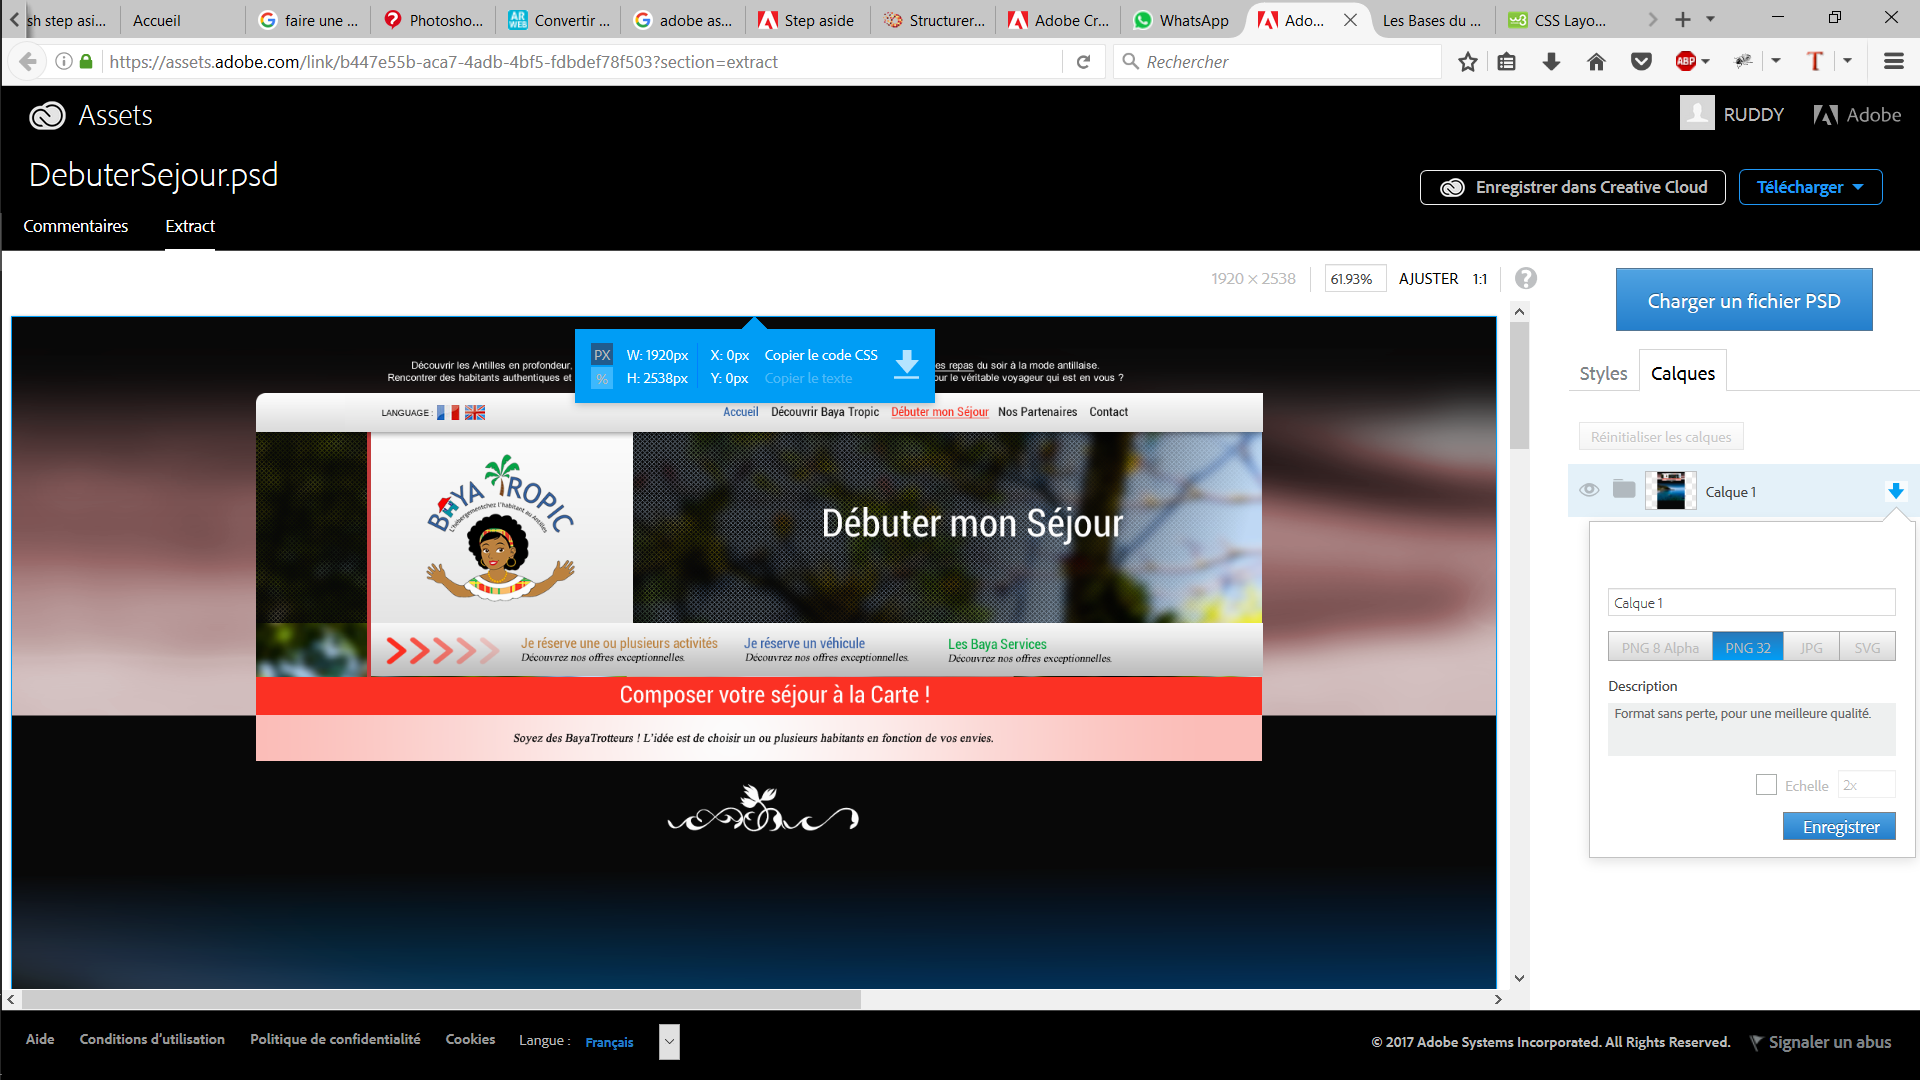 sh step asi...
Accueil
faire une ...
Photosho...
Convertir ...
adobe as...
Step aside
Structurer...
Adobe Cr...
WhatsApp
Ado...
Les Bases du ...
CSS Layo...
https://assets.adobe.com/link/b447e55b-aca7-4adb-4bf5-fdbdef78f503?section=extract
Rechercher
ABP
T
Assets
RUDDY
Adobe
DebuterSejour.psd
Enregistrer dans Creative Cloud
Télécharger
Commentaires
Extract
1920 × 2538
61.93%
AJUSTER
1:1
?
Charger un fichier PSD
Styles
Calques
Réinitialiser les calques
Calque 1
Calque 1
PNG 8 Alpha
PNG 32
JPG
SVG
Description
Format sans perte, pour une meilleure qualité.
Echelle
2x
Enregistrer
PX W: 1920px X: 0px Copier le code CSS
% H: 2538px Y: 0px Copier le texte
Découvrir les Antilles en profondeur, es repas du soir à la mode antillaise.
Rencontrer des habitants authentiques et our le véritable voyageur qui est en vous ?
LANGUAGE :
Accueil
Découvrir Baya Tropic
Débuter mon Séjour
Nos Partenaires
Contact
BAYA TROPIC
L'hébergement chez l'habitant au Antilles
Débuter mon Séjour
Je réserve une ou plusieurs activités
Découvrez nos offres exceptionnelles.
Je réserve un véhicule
Découvrez nos offres exceptionnelles.
Les Baya Services
Découvrez nos offres exceptionnelles.
Composer votre séjour à la Carte !
Soyez des BayaTrotteurs ! L'idée est de choisir un ou plusieurs habitants en fonction de vos envies.
Aide
Conditions d'utilisation
Politique de confidentialité
Cookies
Langue :
Français
© 2017 Adobe Systems Incorporated. All Rights Reserved.
Signaler un abus